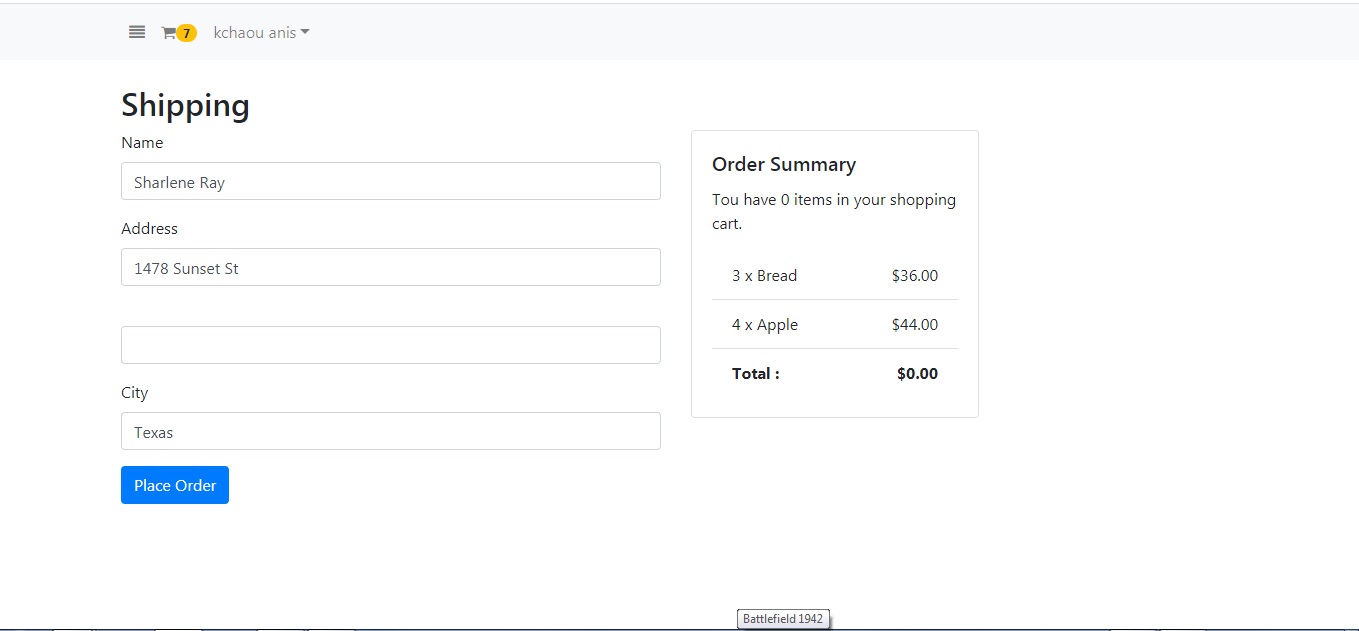 7 kchaou anis
Shipping
Name
Sharlene Ray
Address
1478 Sunset St
City
Texas
Place Order
Order Summary
Tou have 0 items in your shopping
cart.
3 x Bread $36.00
4 x Apple $44.00
Total : $0.00
Battlefield 1942